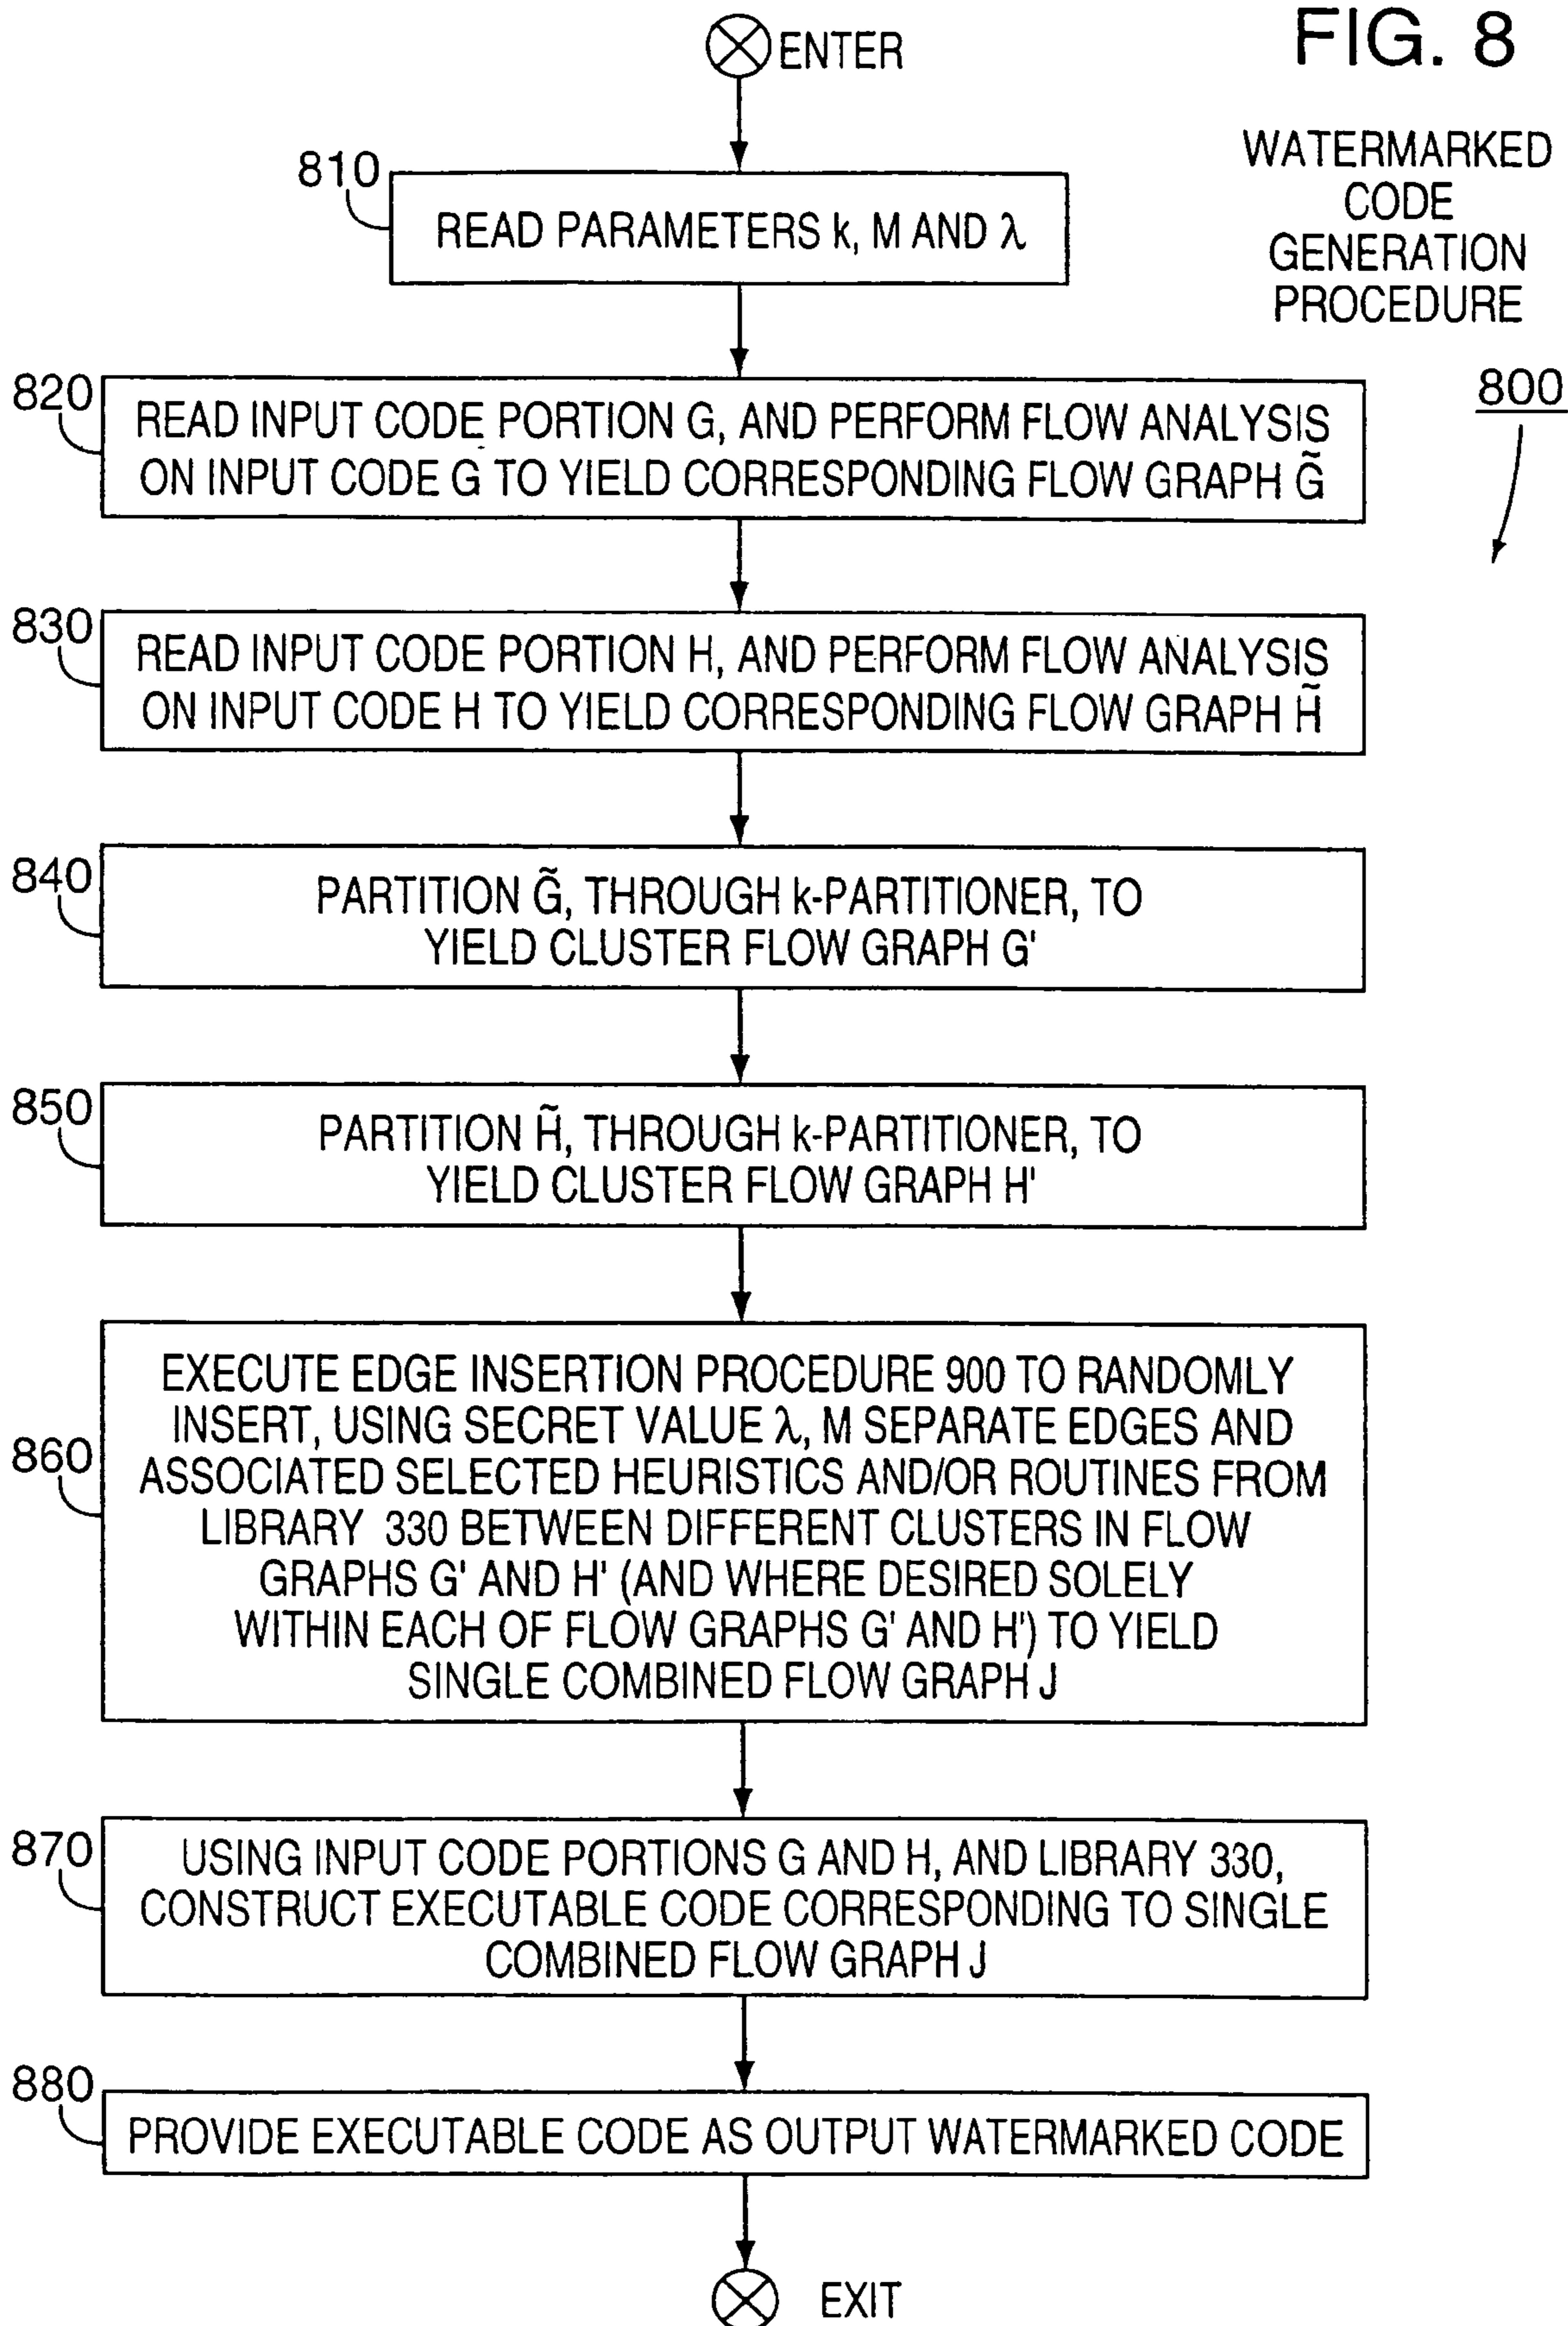 FIG. 8
WATERMARKED
CODE
GENERATION
PROCEDURE
800
ENTER
810
READ PARAMETERS k, M AND λ
820
READ INPUT CODE PORTION G, AND PERFORM FLOW ANALYSIS
ON INPUT CODE G TO YIELD CORRESPONDING FLOW GRAPH G̃
830
READ INPUT CODE PORTION H, AND PERFORM FLOW ANALYSIS
ON INPUT CODE H TO YIELD CORRESPONDING FLOW GRAPH H̃
840
PARTITION G̃, THROUGH k-PARTITIONER, TO
YIELD CLUSTER FLOW GRAPH G'
850
PARTITION H̃, THROUGH k-PARTITIONER, TO
YIELD CLUSTER FLOW GRAPH H'
860
EXECUTE EDGE INSERTION PROCEDURE 900 TO RANDOMLY
INSERT, USING SECRET VALUE λ, M SEPARATE EDGES AND
ASSOCIATED SELECTED HEURISTICS AND/OR ROUTINES FROM
LIBRARY 330 BETWEEN DIFFERENT CLUSTERS IN FLOW
GRAPHS G' AND H' (AND WHERE DESIRED SOLELY
WITHIN EACH OF FLOW GRAPHS G' AND H') TO YIELD
SINGLE COMBINED FLOW GRAPH J
870
USING INPUT CODE PORTIONS G AND H, AND LIBRARY 330,
CONSTRUCT EXECUTABLE CODE CORRESPONDING TO SINGLE
COMBINED FLOW GRAPH J
880
PROVIDE EXECUTABLE CODE AS OUTPUT WATERMARKED CODE
EXIT